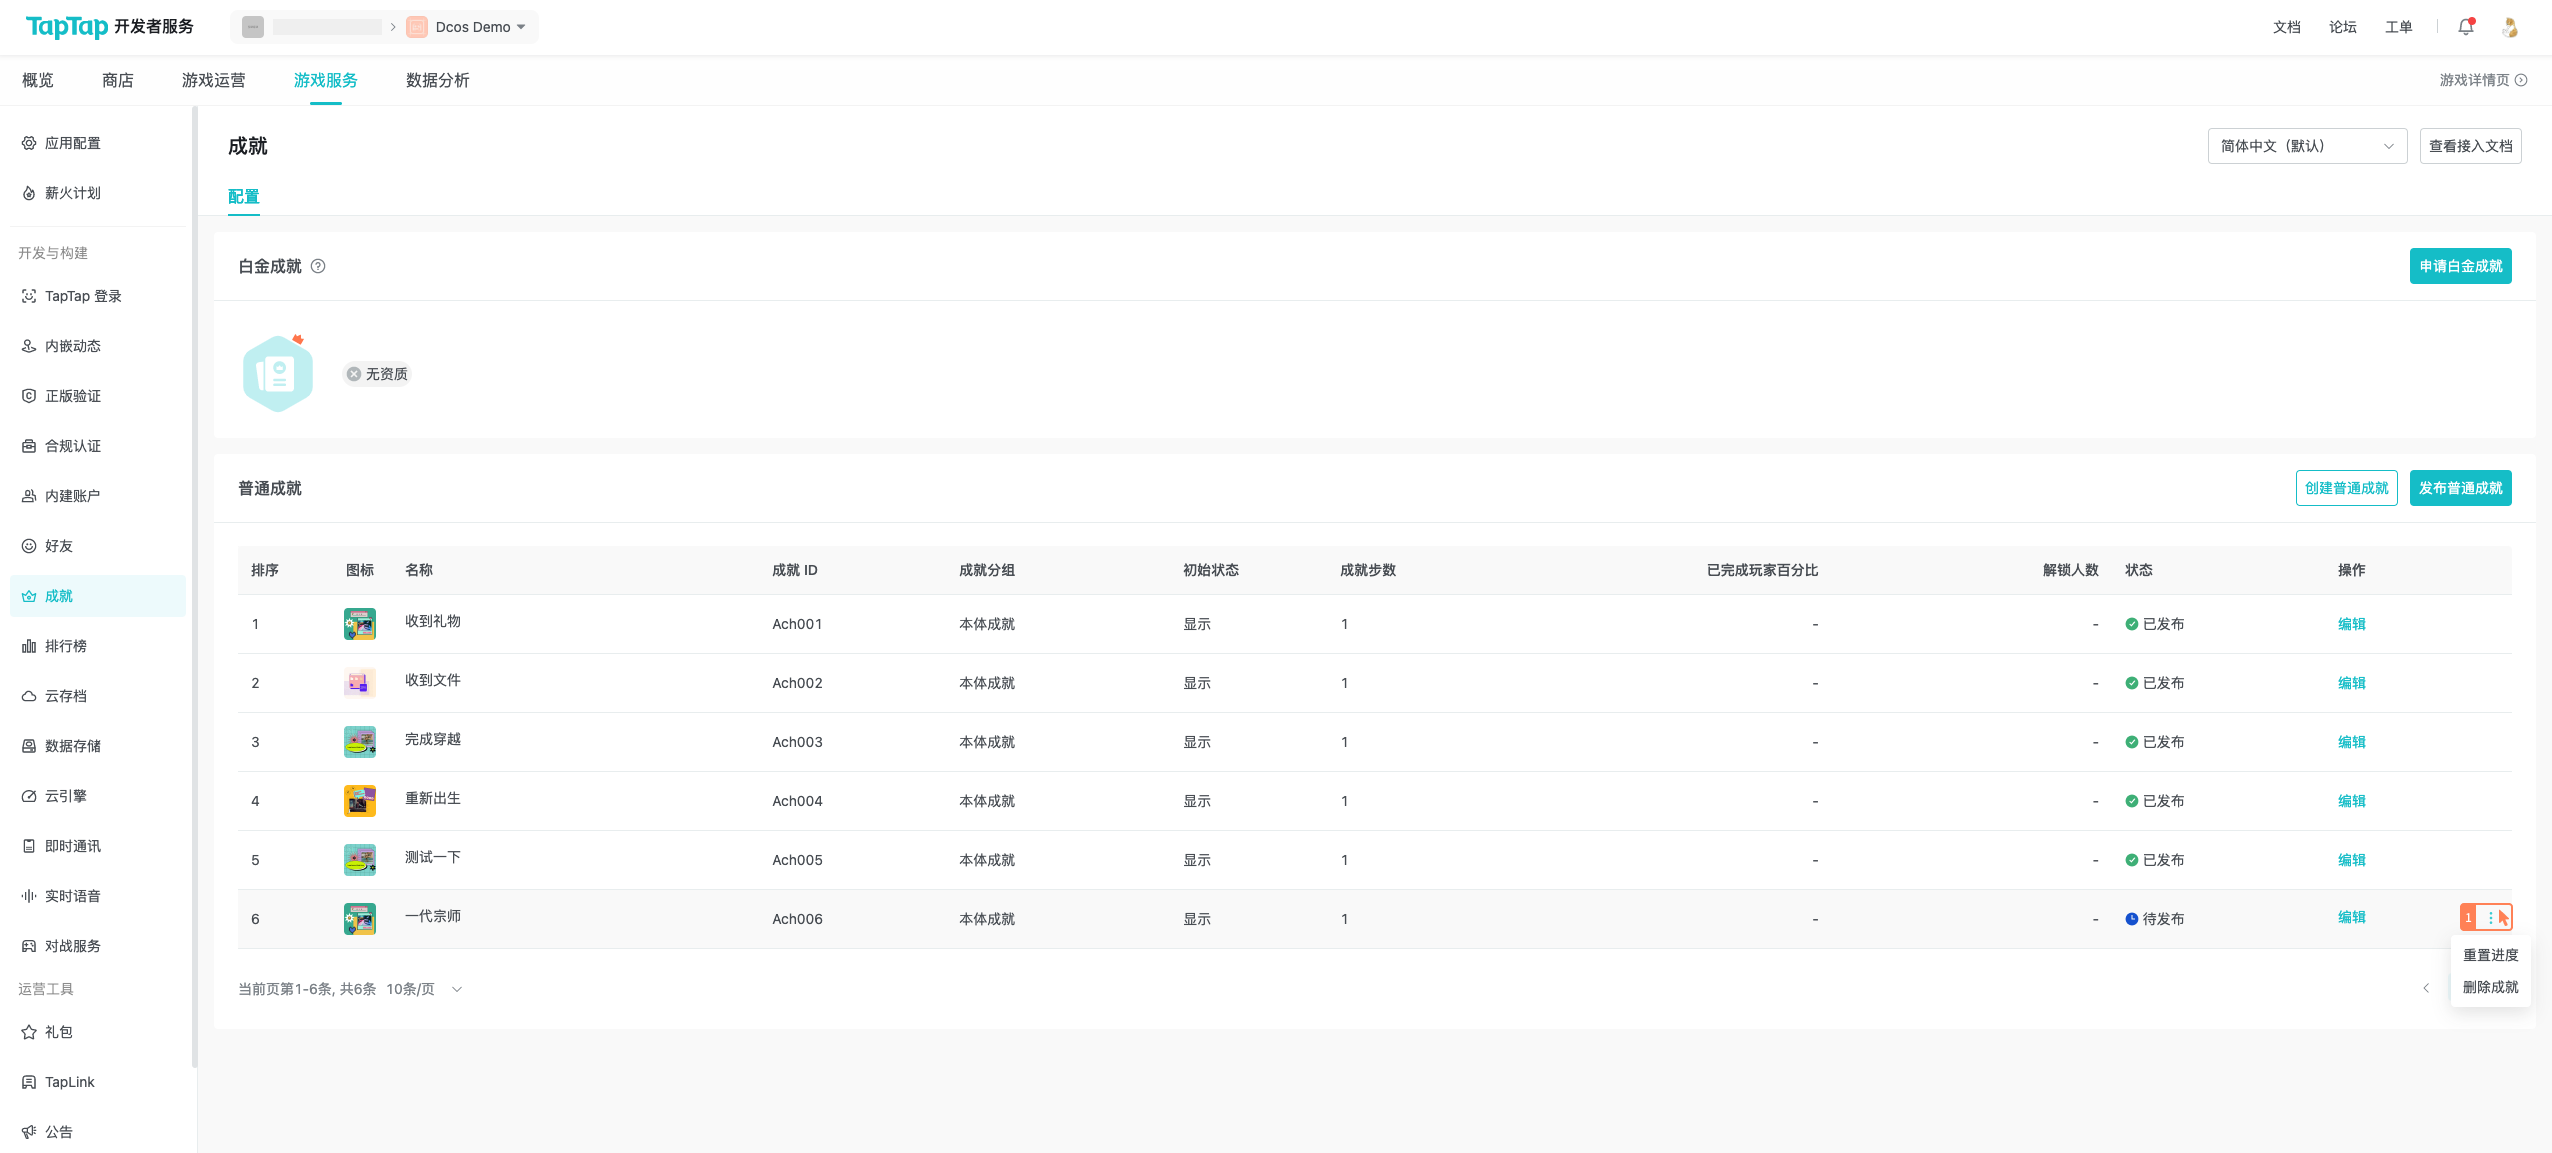 TapTap 开发者服务
Dcos Demo
文档 论坛 工单
概览 商店 游戏运营 游戏服务 数据分析
游戏详情页
应用配置
薪火计划
开发与构建
TapTap 登录
内嵌动态
正版验证
合规认证
内建账户
好友
成就
排行榜
云存档
数据存储
云引擎
即时通讯
实时语音
对战服务
运营工具
礼包
TapLink
公告
成就
简体中文（默认）
查看接入文档
配置
白金成就
申请白金成就
无资质
普通成就
创建普通成就
发布普通成就
排序 图标 名称 成就 ID 成就分组 初始状态 成就步数 已完成玩家百分比 解锁人数 状态 操作
1 收到礼物 Ach001 本体成就 显示 1 - - 已发布 编辑
2 收到文件 Ach002 本体成就 显示 1 - - 已发布 编辑
3 完成穿越 Ach003 本体成就 显示 1 - - 已发布 编辑
4 重新出生 Ach004 本体成就 显示 1 - - 已发布 编辑
5 测试一下 Ach005 本体成就 显示 1 - - 已发布 编辑
6 一代宗师 Ach006 本体成就 显示 1 - - 待发布 编辑 1
重置进度
删除成就
当前页第1-6条, 共6条 10条/页